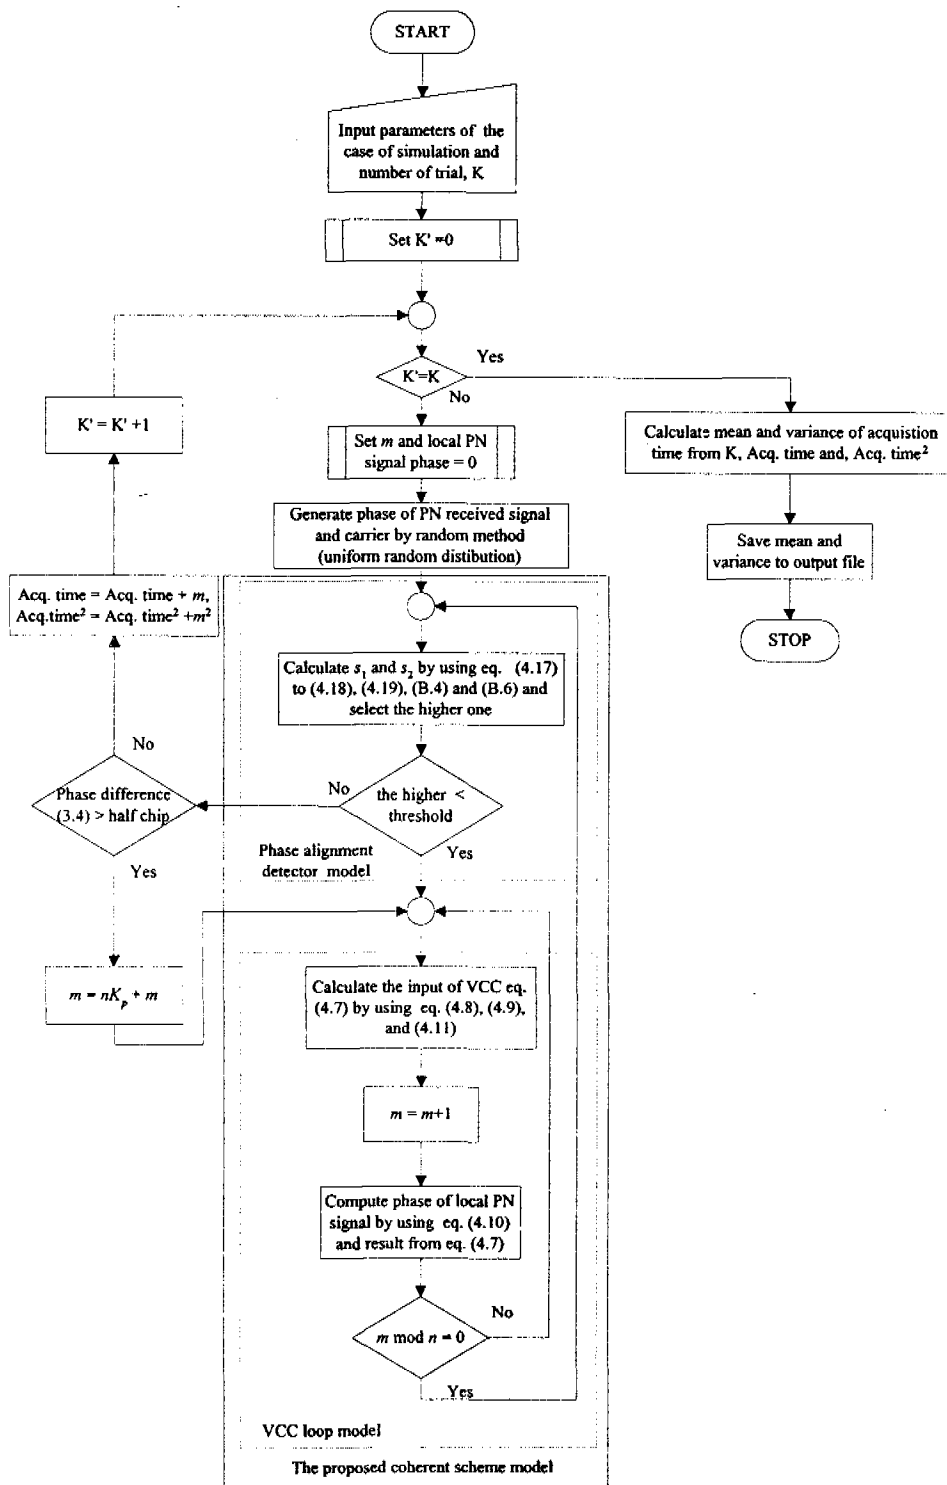 START
Input parameters of the
case of simulation and
number of trial, K
Set K' =0
K'=K
Yes
No
K' = K' +1
Set m and local PN
signal phase = 0
Calculate mean and variance of acquistion
time from K, Acq. time and, Acq. time²
Generate phase of PN received signal
and carrier by random method
(uniform random distibution)
Save mean and
variance to output file
STOP
Acq. time = Acq. time + m,
Acq.time² = Acq. time² +m²
Calculate s₁ and s₂ by using eq. (4.17)
to (4.18), (4.19), (B.4) and (B.6) and
select the higher one
No
Phase difference
(3.4) > half chip
Yes
No
the higher <
threshold
Yes
Phase alignment
detector model
m = nKₚ + m
Calculate the input of VCC eq.
(4.7) by using eq. (4.8), (4.9),
and (4.11)
m = m+1
Compute phase of local PN
signal by using eq. (4.10)
and result from eq. (4.7)
m mod n = 0
No
Yes
VCC loop model
The proposed coherent scheme model